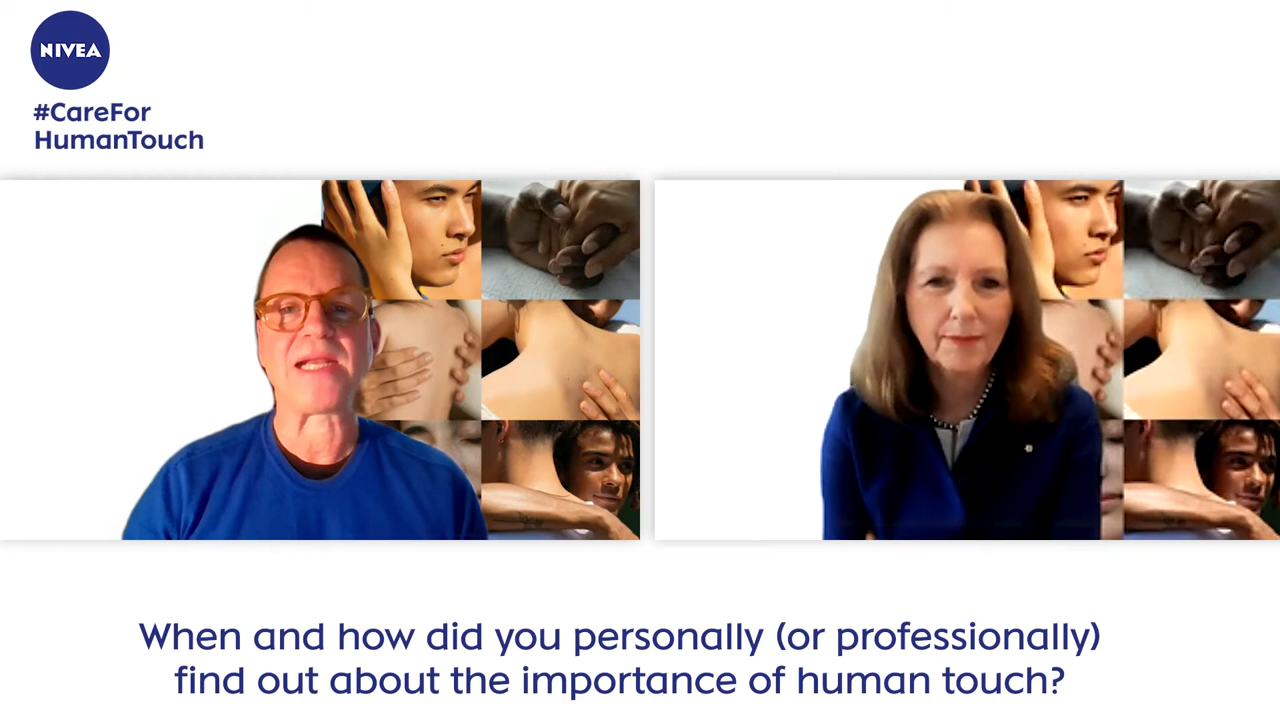 NIVEA
#CareFor
HumanTouch
When and how did you personally (or professionally)
find out about the importance of human touch?